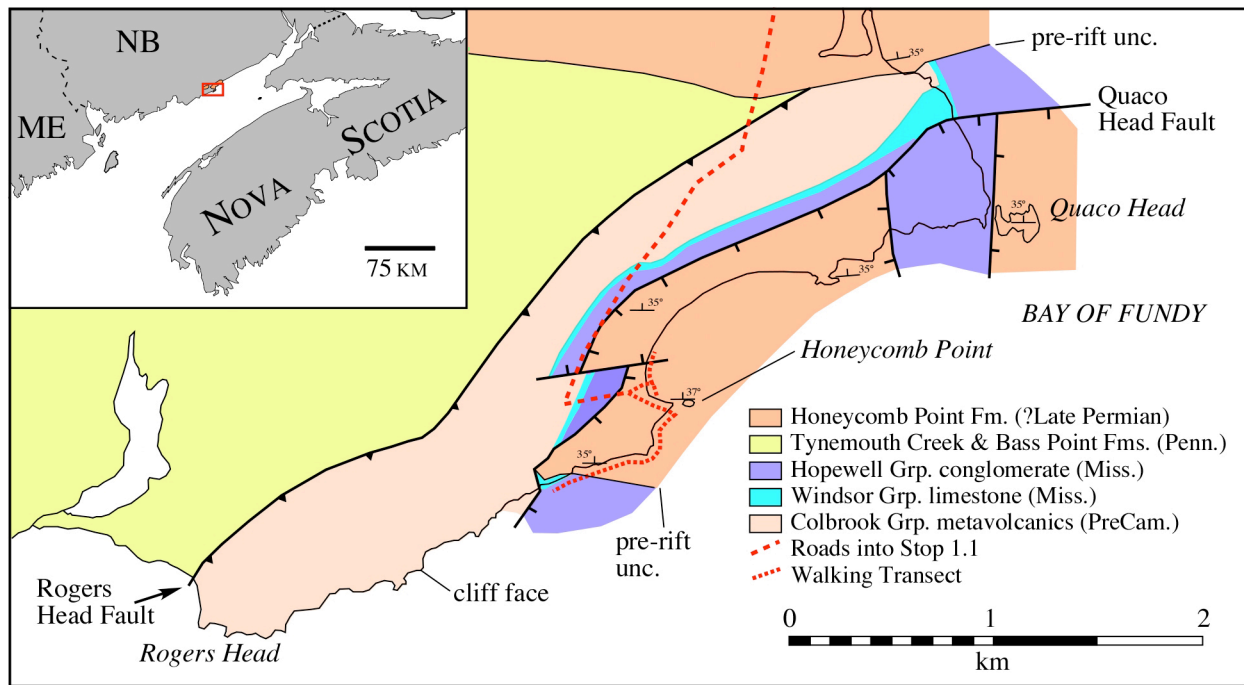 NB
ME
NOVA
SCOTIA
75 KM
pre-rift unc.
Quaco
Head Fault
35°
35°
Quaco Head
35°
35°
BAY OF FUNDY
Honeycomb Point
37°
35°
pre-rift
unc.
cliff face
Rogers
Head Fault
Rogers Head
Honeycomb Point Fm. (?Late Permian)
Tynemouth Creek & Bass Point Fms. (Penn.)
Hopewell Grp. conglomerate (Miss.)
Windsor Grp. limestone (Miss.)
Colbrook Grp. metavolcanics (PreCam.)
Roads into Stop 1.1
Walking Transect
0 1 2
km